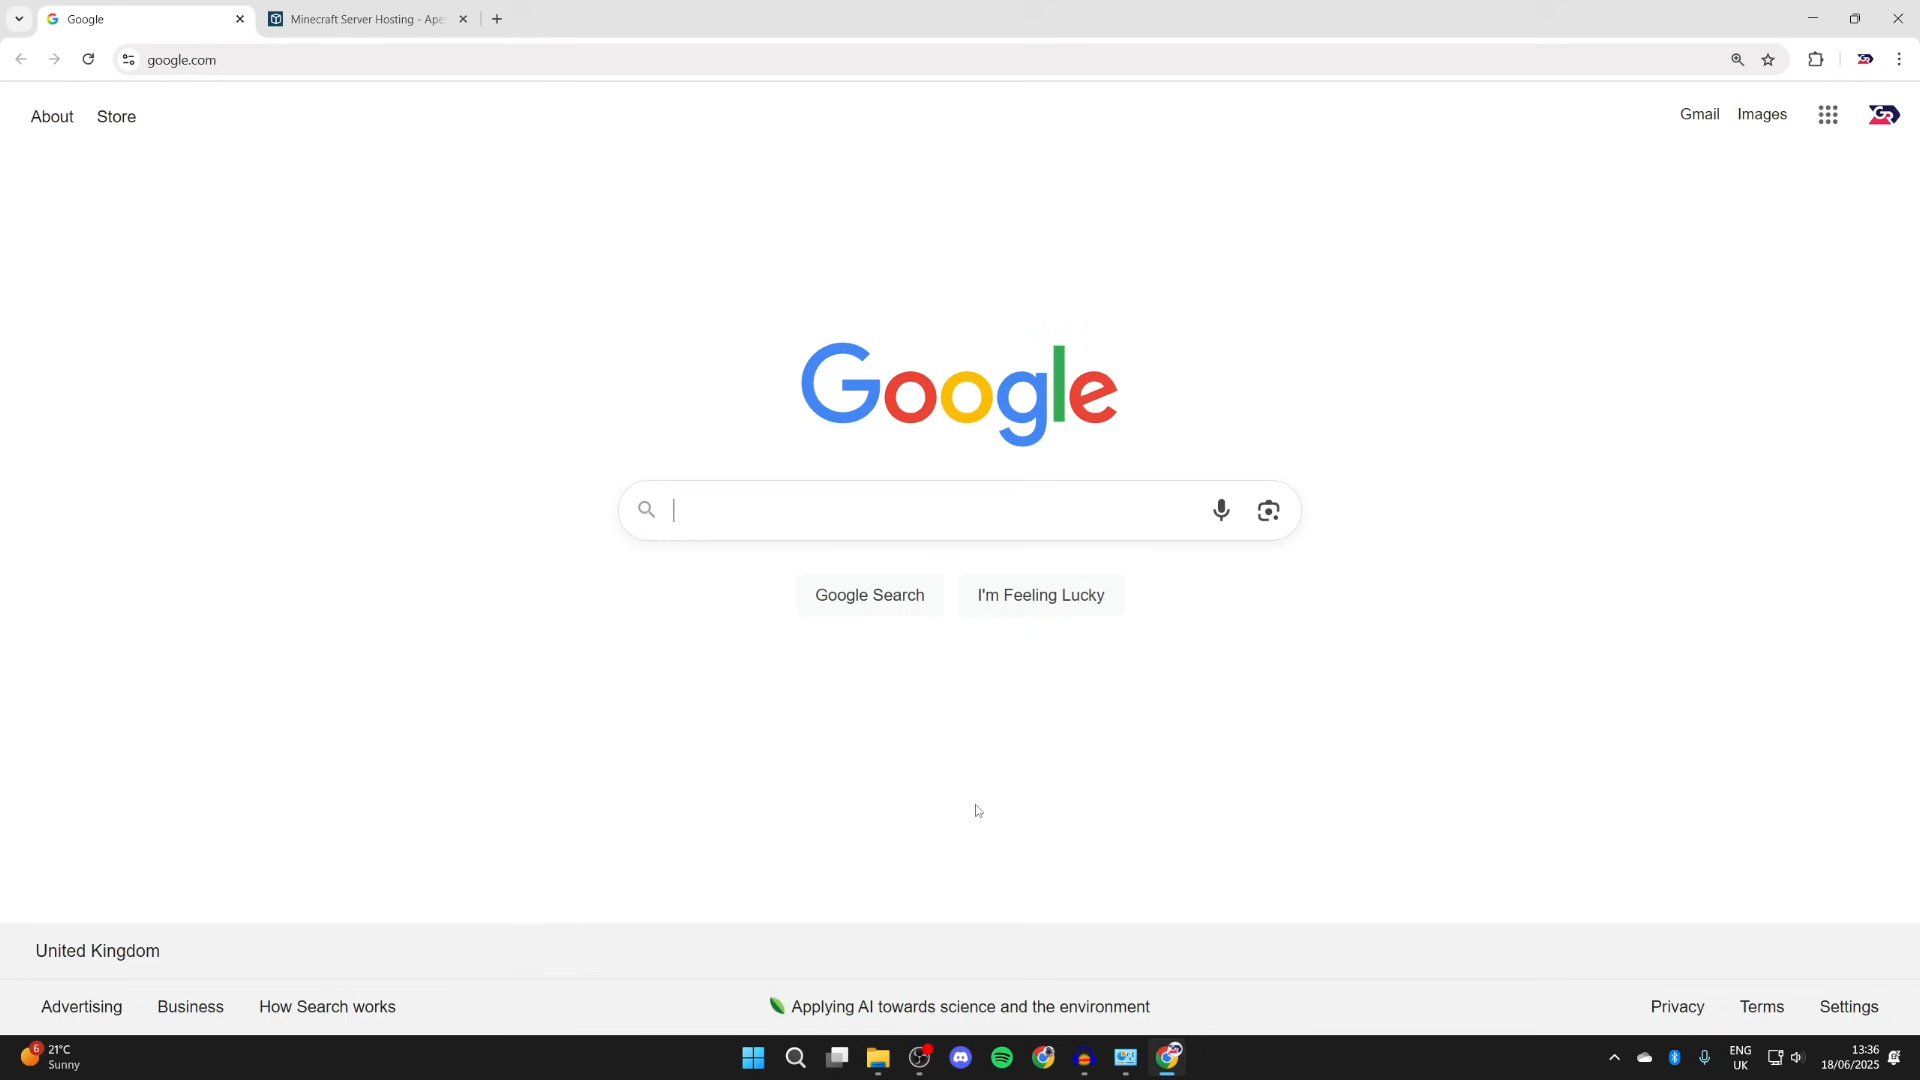 Google
Minecraft Server Hosting - Ape
google.com
About
Store
Gmail
Images
Google
Google Search
I'm Feeling Lucky
United Kingdom
Advertising
Business
How Search works
Applying AI towards science and the environment
Privacy
Terms
Settings
6
21°C
Sunny
ENG
UK
13:36
18/06/2025